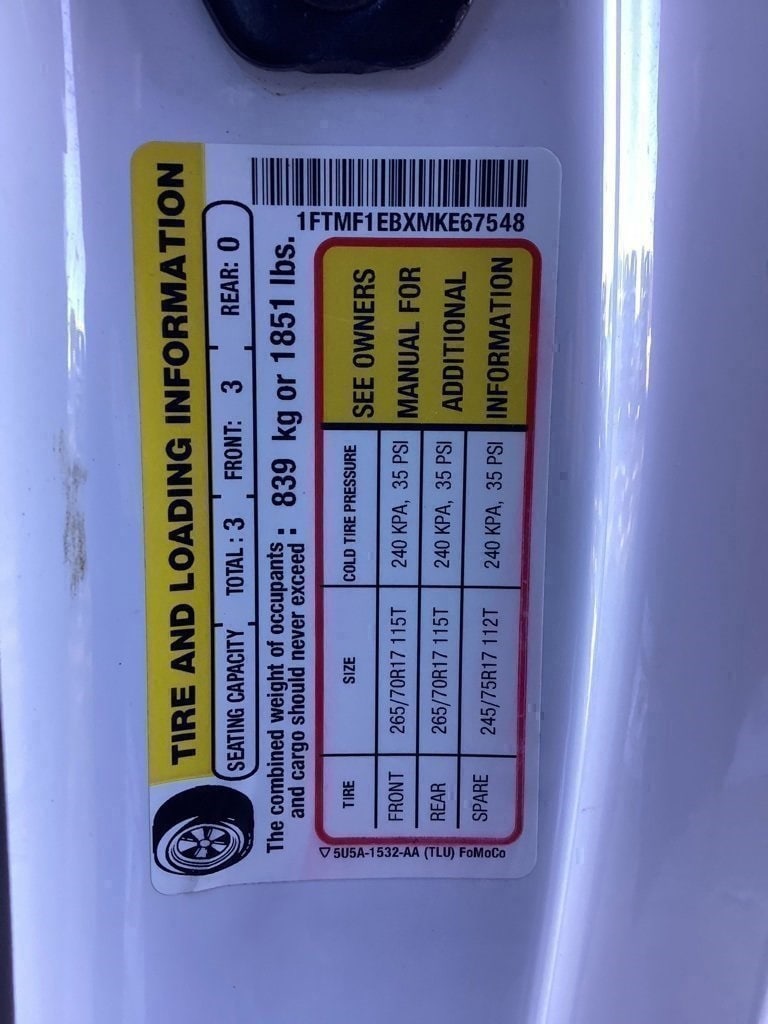 TIRE AND LOADING INFORMATION
SEATING CAPACITY TOTAL : 3 FRONT: 3 REAR: 0
The combined weight of occupants
and cargo should never exceed : 839 kg or 1851 lbs.
1FTMF1EBXMKE67548
TIRE SIZE COLD TIRE PRESSURE
FRONT 265/70R17 115T 240 KPA, 35 PSI
REAR 265/70R17 115T 240 KPA, 35 PSI
SPARE 245/75R17 112T 240 KPA, 35 PSI
SEE OWNERS
MANUAL FOR
ADDITIONAL
INFORMATION
5U5A-1532-AA (TLU) FoMoCo